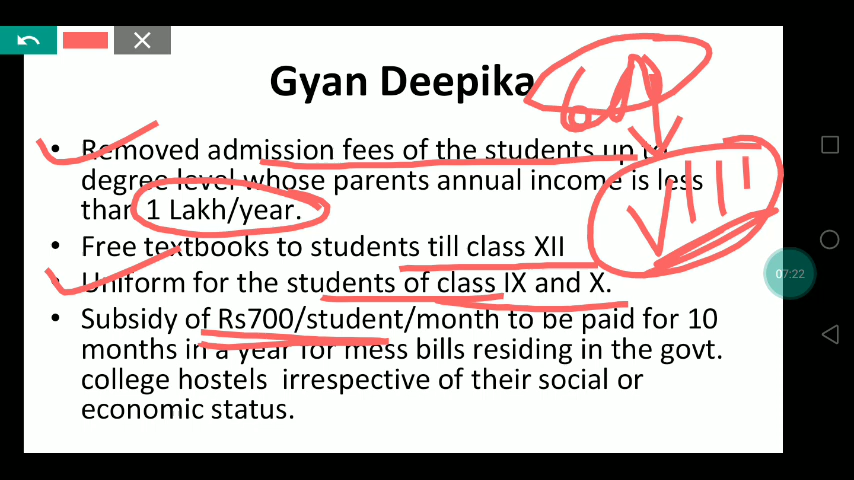 Gyan Deepika
• Removed admission fees of the students up to
degree level whose parents annual income is less
than 1 Lakh/year.
• Free textbooks to students till class XII
• Uniform for the students of class IX and X.
• Subsidy of Rs700/student/month to be paid for 10
months in a year for mess bills residing in the govt.
college hostels irrespective of their social or
economic status.
VIII
07:22